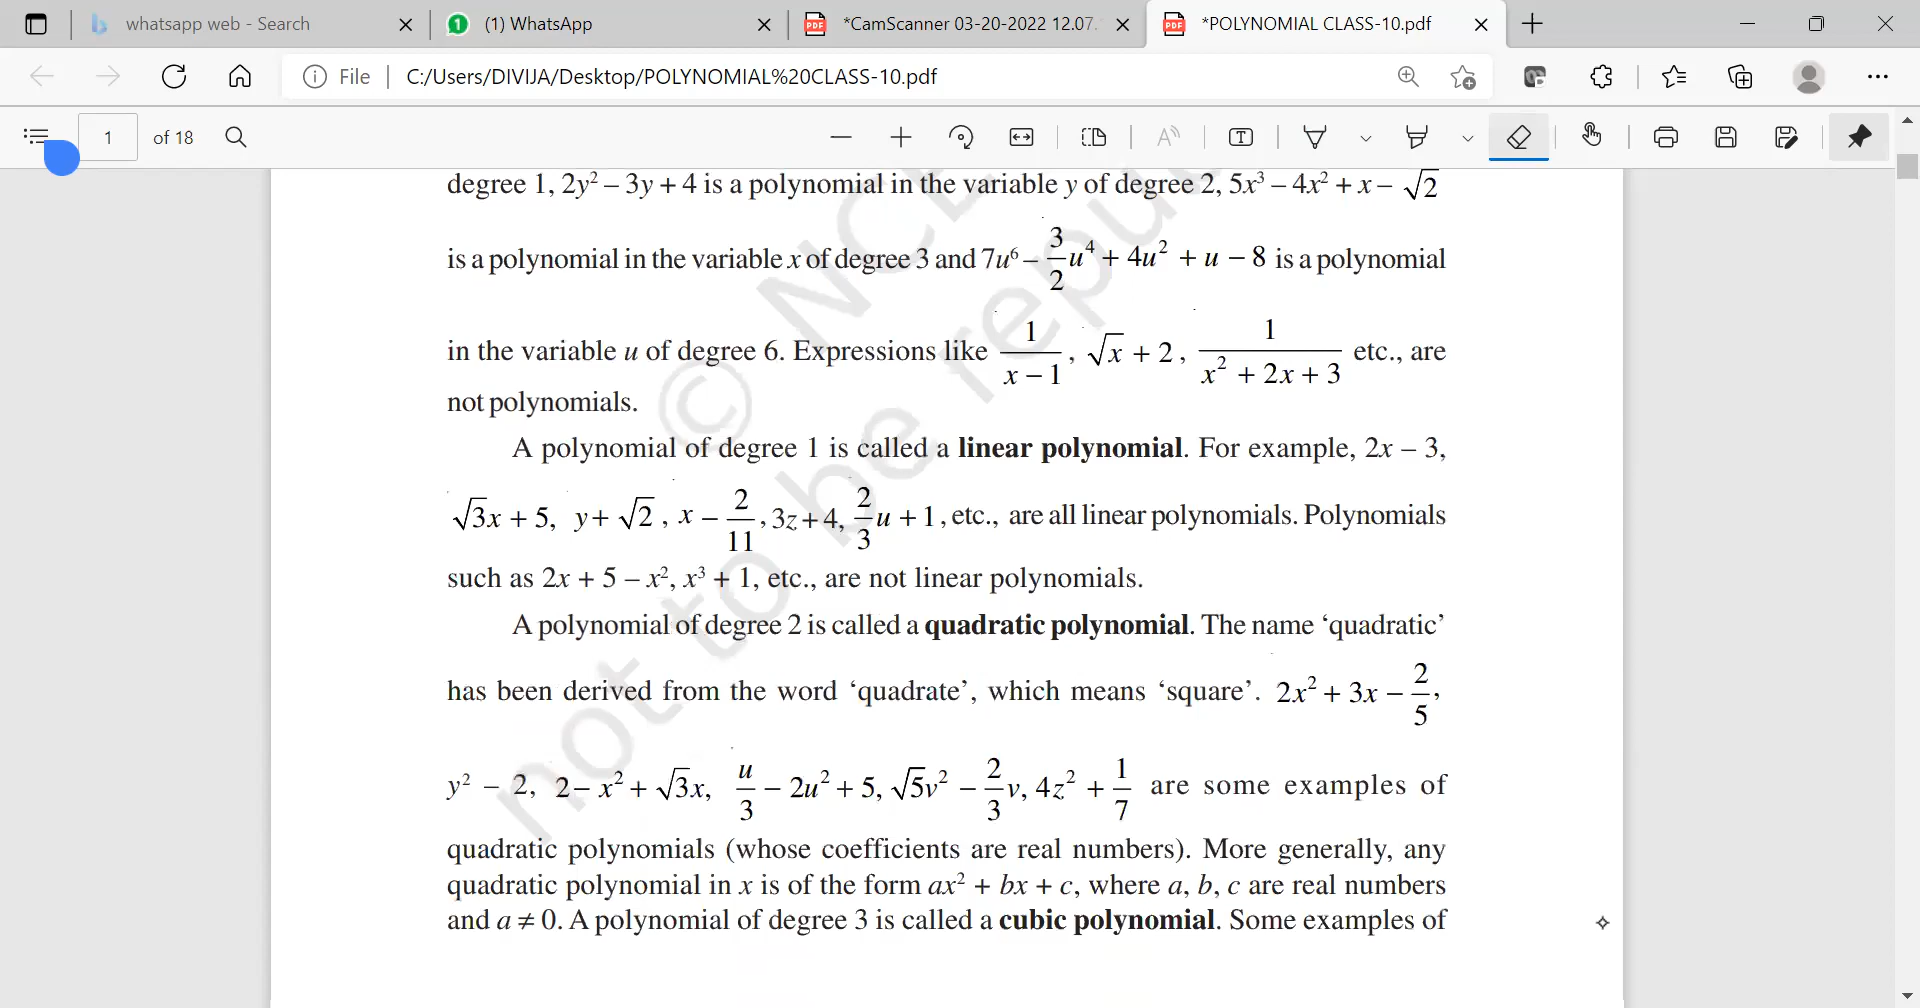 whatsapp web - Search
(1) WhatsApp
*CamScanner 03-20-2022 12.07.
*POLYNOMIAL CLASS-10.pdf
File
C:/Users/DIVIJA/Desktop/POLYNOMIAL%20CLASS-10.pdf
1 of 18
degree 1, 2y² – 3y + 4 is a polynomial in the variable y of degree 2, 5x³ – 4x² + x – √2
is a polynomial in the variable x of degree 3 and 7u⁶ – 3/2 u⁴ + 4u² + u – 8 is a polynomial
in the variable u of degree 6. Expressions like 1/(x – 1), √x + 2, 1/(x² + 2x + 3) etc., are
not polynomials.
A polynomial of degree 1 is called a linear polynomial. For example, 2x – 3,
√3x + 5, y + √2, x – 2/11, 3z + 4, 2/3 u + 1, etc., are all linear polynomials. Polynomials
such as 2x + 5 – x², x³ + 1, etc., are not linear polynomials.
A polynomial of degree 2 is called a quadratic polynomial. The name ‘quadratic’
has been derived from the word ‘quadrate’, which means ‘square’. 2x² + 3x – 2/5,
y² – 2, 2 – x² + √3x, u/3 – 2u² + 5, √5v² – 2/3 v, 4z² + 1/7 are some examples of
quadratic polynomials (whose coefficients are real numbers). More generally, any
quadratic polynomial in x is of the form ax² + bx + c, where a, b, c are real numbers
and a ≠ 0. A polynomial of degree 3 is called a cubic polynomial. Some examples of
© NCE
not to be repu